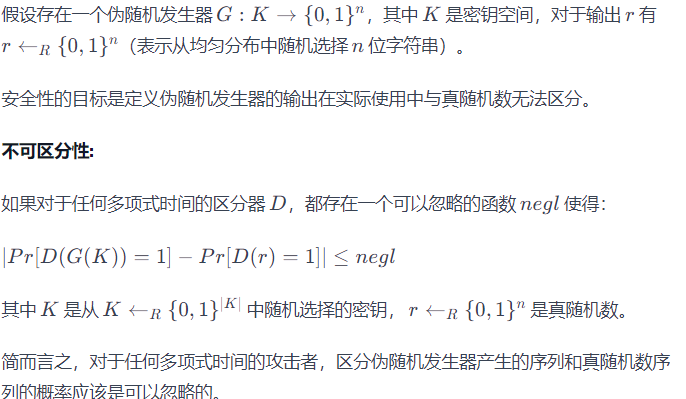 假设存在一个伪随机发生器 G : K → {0, 1}ⁿ，其中 K 是密钥空间，对于输出 r 有
r ←_R {0, 1}ⁿ（表示从均匀分布中随机选择 n 位字符串）。
安全性的目标是定义伪随机发生器的输出在实际使用中与真随机数无法区分。
不可区分性:
如果对于任何多项式时间的区分器 D，都存在一个可以忽略的函数 negl 使得：
|Pr[D(G(K)) = 1] − Pr[D(r) = 1]| ≤ negl
其中 K 是从 K ←_R {0, 1}^{|K|} 中随机选择的密钥， r ←_R {0, 1}ⁿ 是真随机数。
简而言之，对于任何多项式时间的攻击者，区分伪随机发生器产生的序列和真随机数序
列的概率应该是可以忽略的。